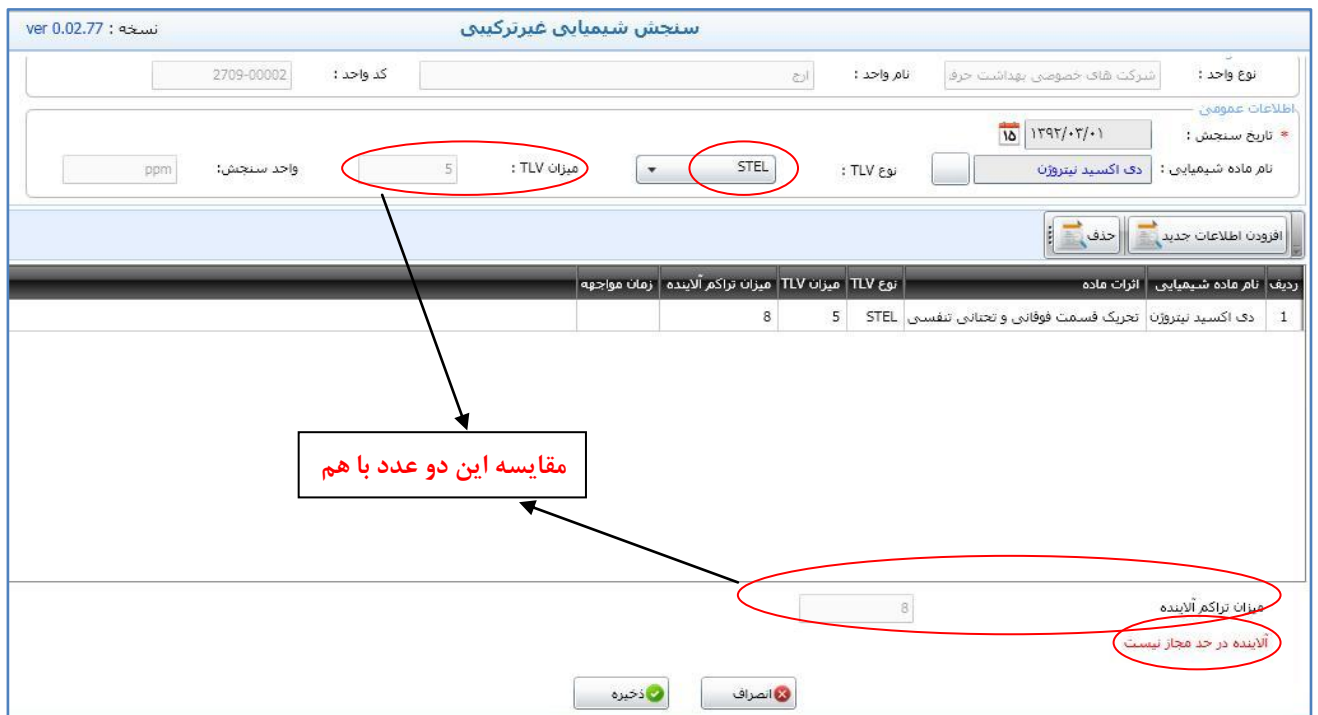 سنجش شیمیایی غیرترکیبی
نسخه : ver 0.02.77
نوع واحد : شرکت های خصوصی بهداشت حرفه نام واحد : ارج کد واحد : 2709-00002
اطلاعات عمومی
* تاریخ سنجش : ۱۳۹۲/۰۳/۰۱ ۱۵
نام ماده شیمیایی : دی اکسید نیتروژن نوع TLV : STEL میزان TLV : 5 واحد سنجش: ppm
افزودن اطلاعات جدید حذف
ردیف نام ماده شیمیایی اثرات ماده نوع TLV میزان TLV میزان تراکم آلاینده زمان مواجهه
1 دی اکسید نیتروژن تحریک قسمت فوقانی و تحتانی تنفسی STEL 5 8
مقایسه این دو عدد با هم
میزان تراکم آلاینده 8
آلاینده در حد مجاز نیست
انصراف ذخیره